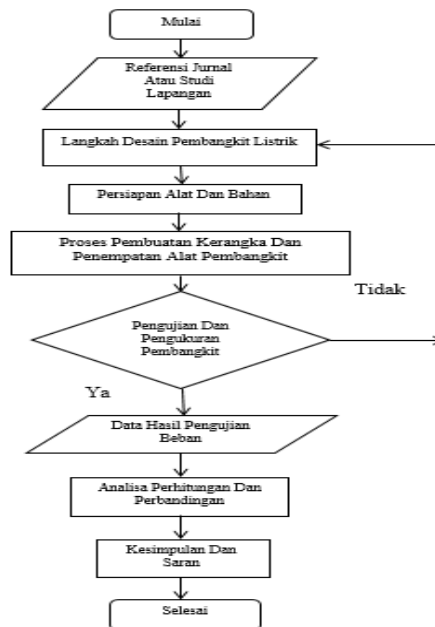 Mulai
Referensi Jurnal
Atau Studi
Lapangan
Langkah Desain Pembangkit Listrik
Persiapan Alat Dan Bahan
Proses Pembuatan Kerangka Dan
Penempatan Alat Pembangkit
Tidak
Pengujian Dan
Pengukuran
Pembangkit
Ya
Data Hasil Pengujian
Beban
Analisa Perhitungan Dan
Perbandingan
Kesimpulan Dan
Saran
Selesai